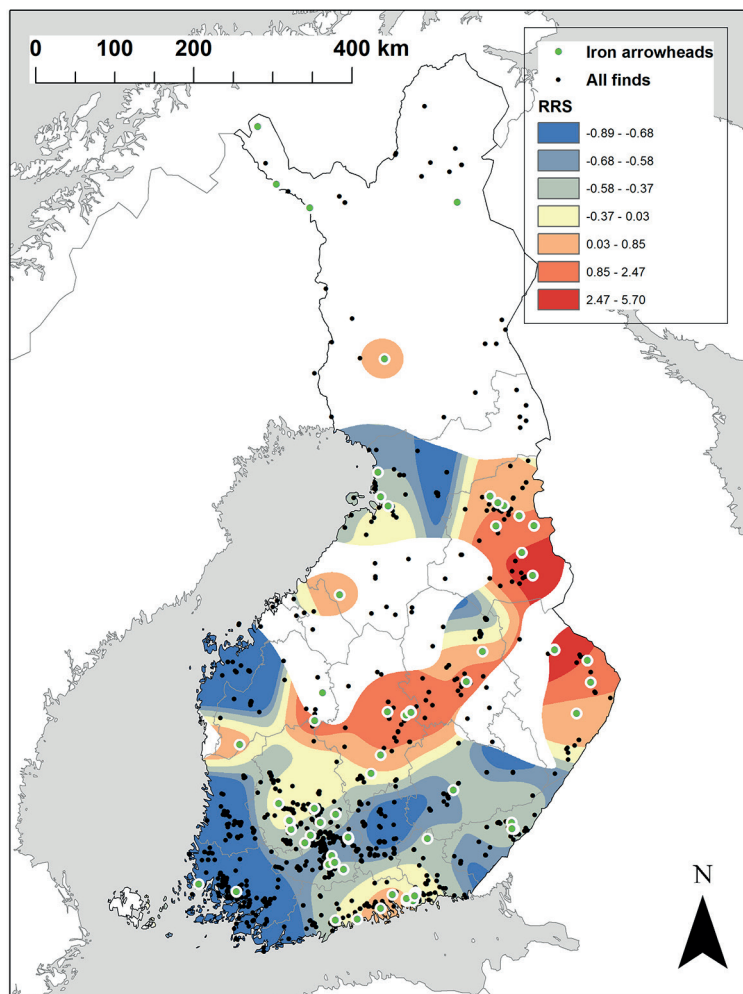 0 100 200 400 km
Iron arrowheads
All finds
RRS
-0.89 - -0.68
-0.68 - -0.58
-0.58 - -0.37
-0.37 - 0.03
0.03 - 0.85
0.85 - 2.47
2.47 - 5.70
N